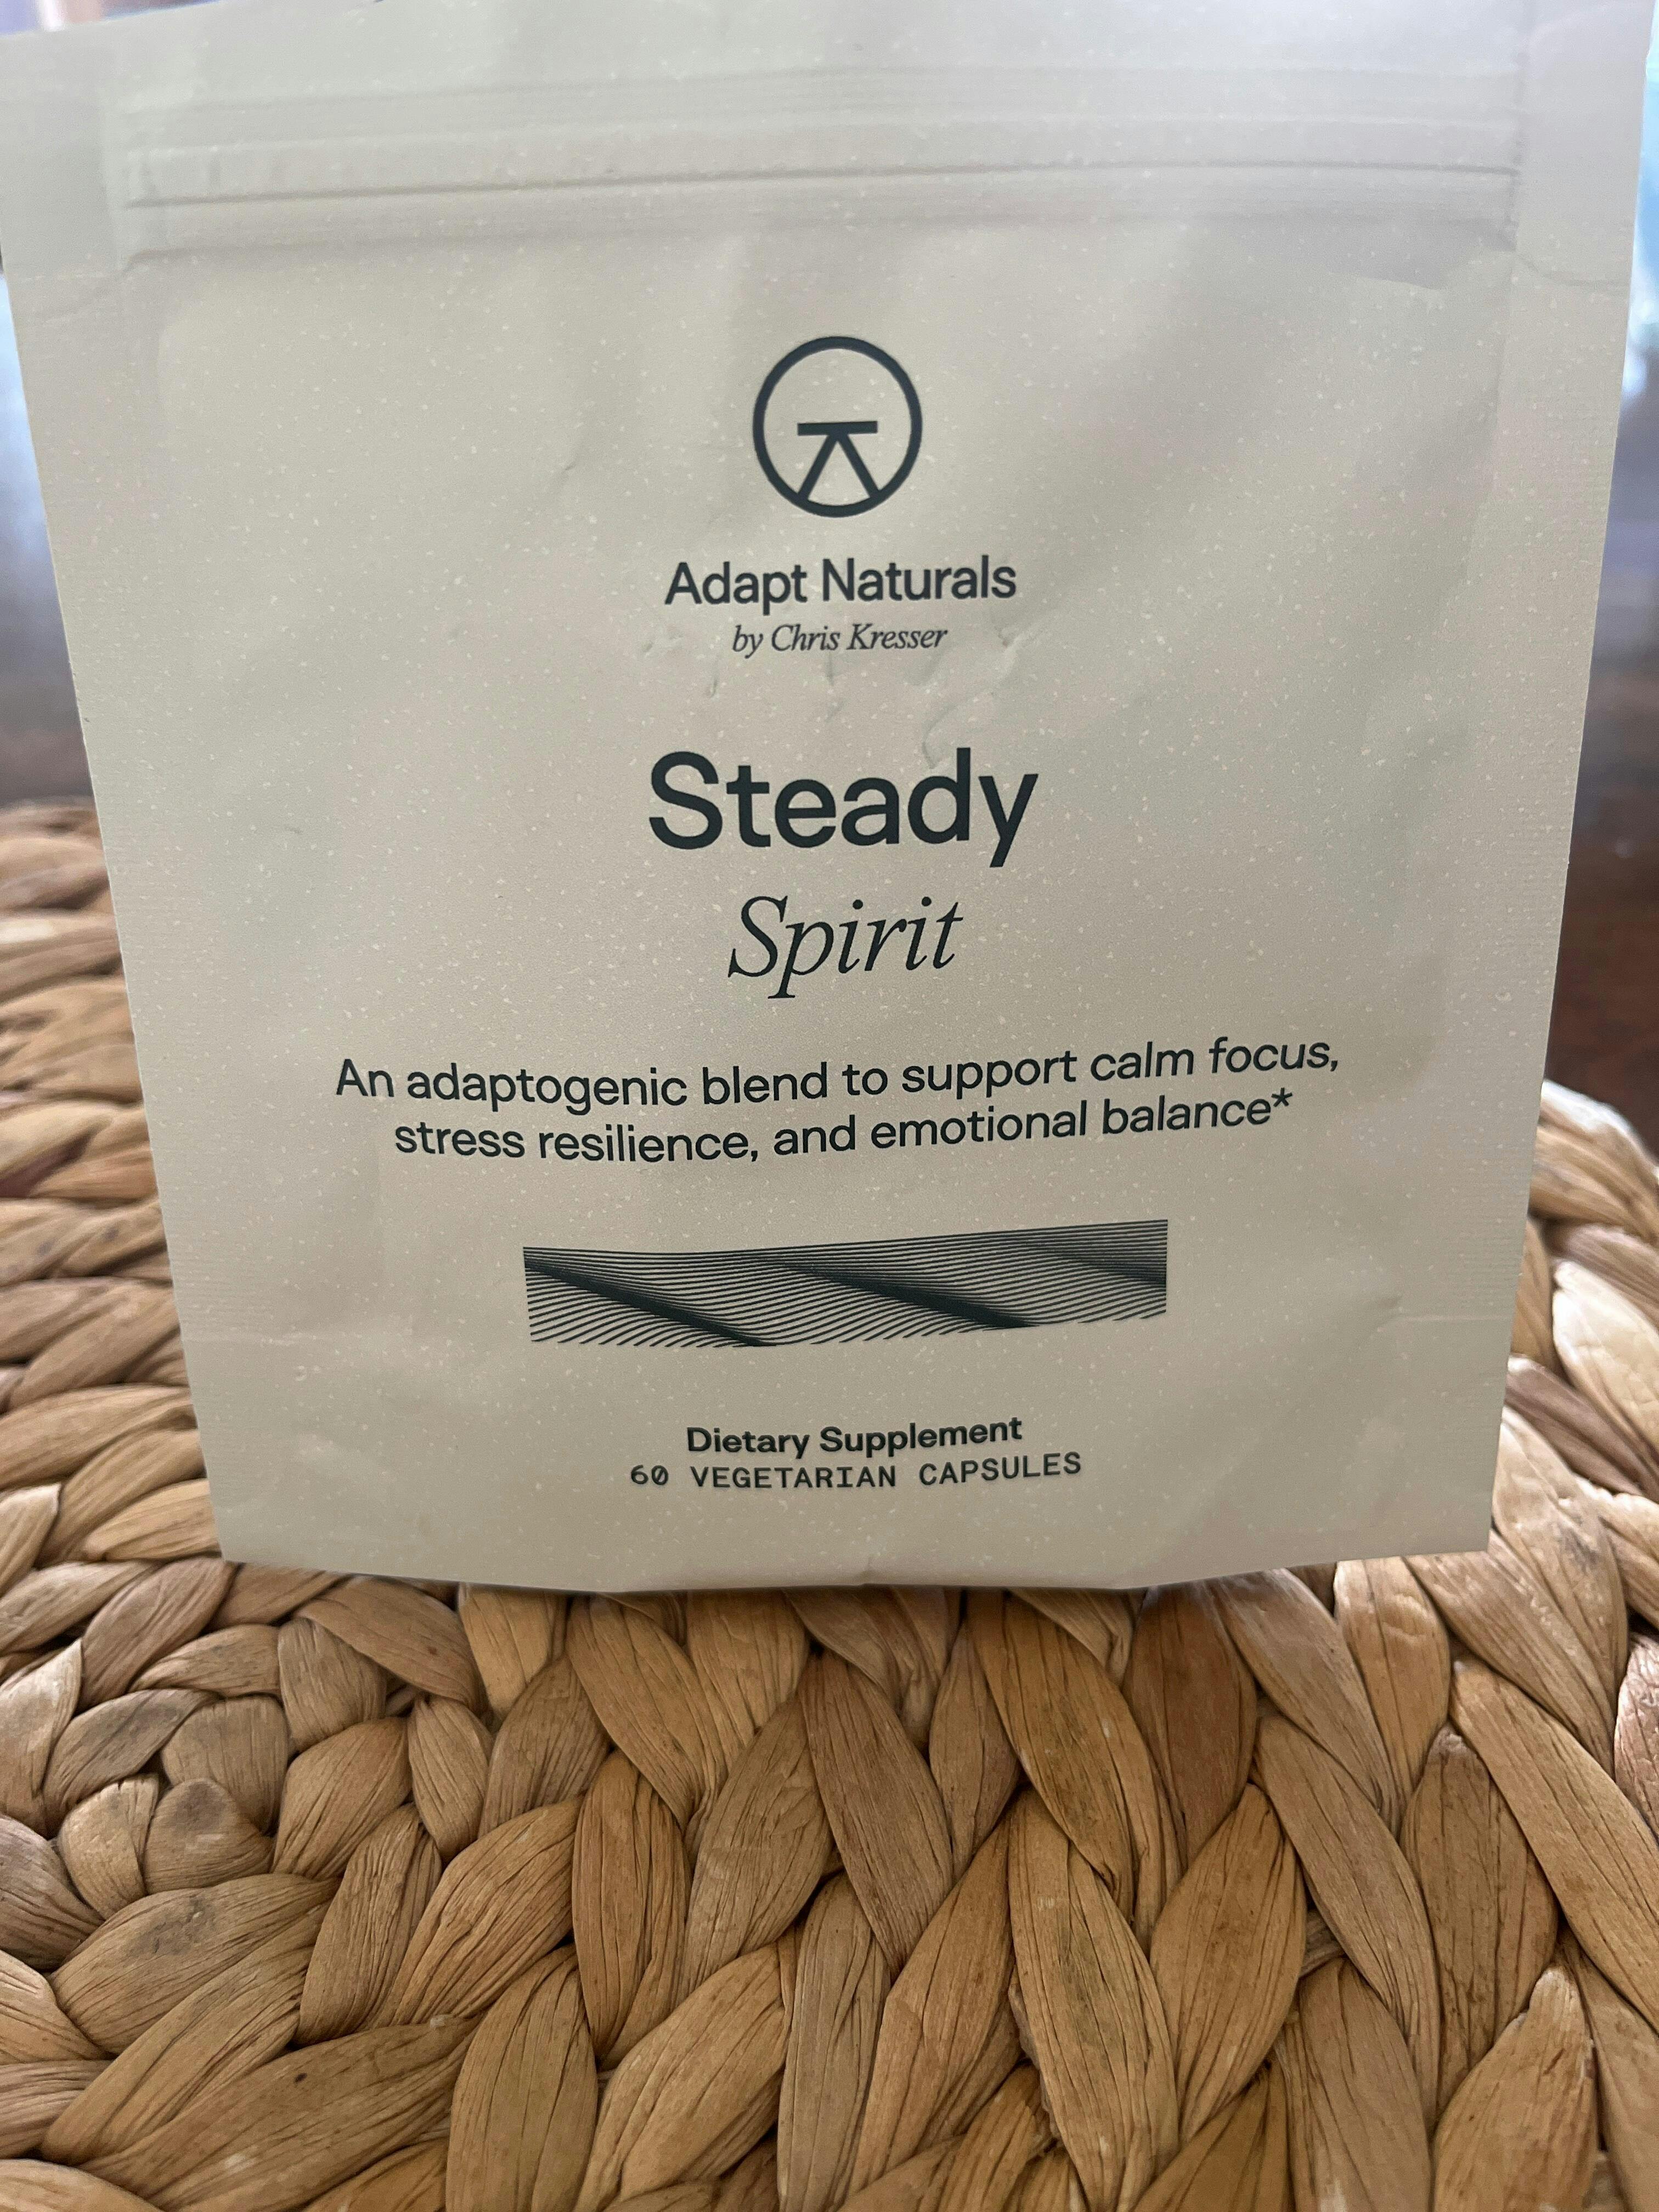 Adapt Naturals
by Chris Kresser
Steady
Spirit
An adaptogenic blend to support calm focus,
stress resilience, and emotional balance*
Dietary Supplement
60 VEGETARIAN CAPSULES